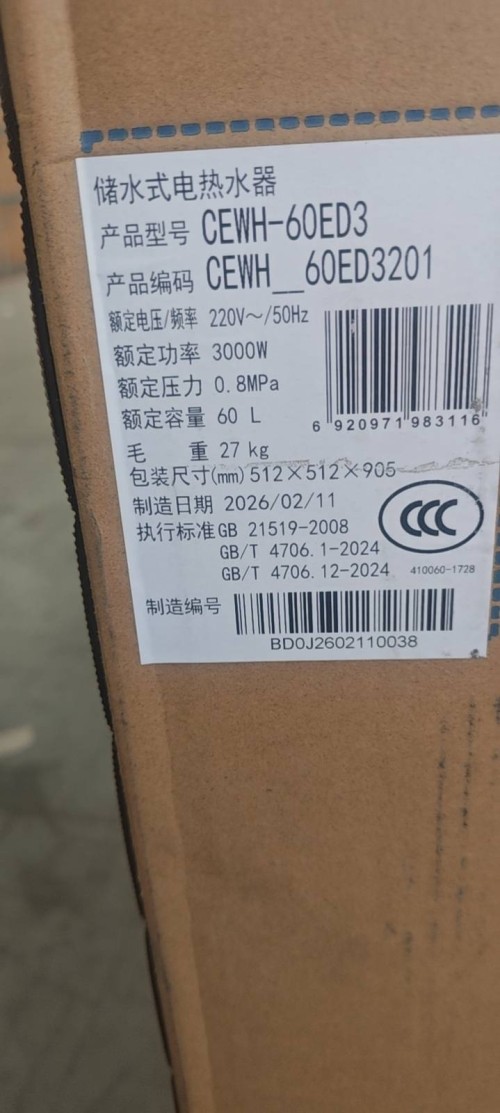 储水式电热水器
产品型号 CEWH-60ED3
产品编码 CEWH__60ED3201
额定电压/频率 220V～/50Hz
额定功率 3000W
额定压力 0.8MPa
额定容量 60 L
6 920971 983116
毛 重 27 kg
包装尺寸(mm) 512×512×905
制造日期 2026/02/11
执行标准 GB 21519-2008
GB/T 4706.1-2024
GB/T 4706.12-2024
CCC
410060-1728
制造编号
BD0J2602110038